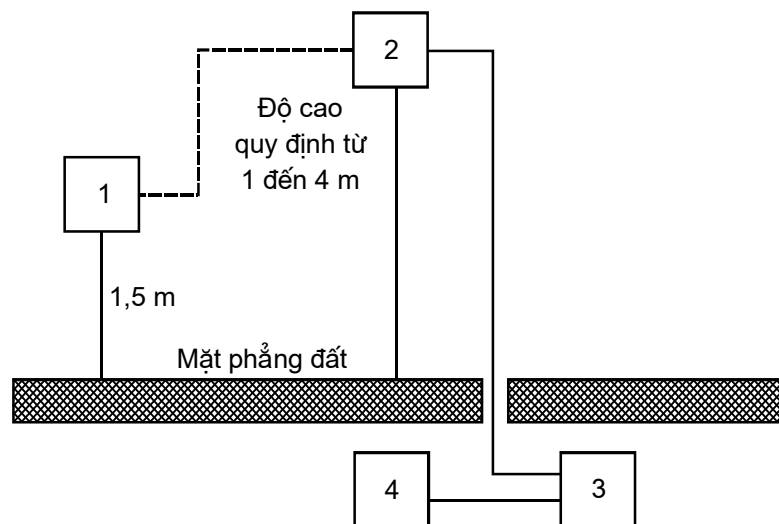 2
Độ cao
quy định từ
1 đến 4 m
1
1,5 m
Mặt phẳng đất
4
3